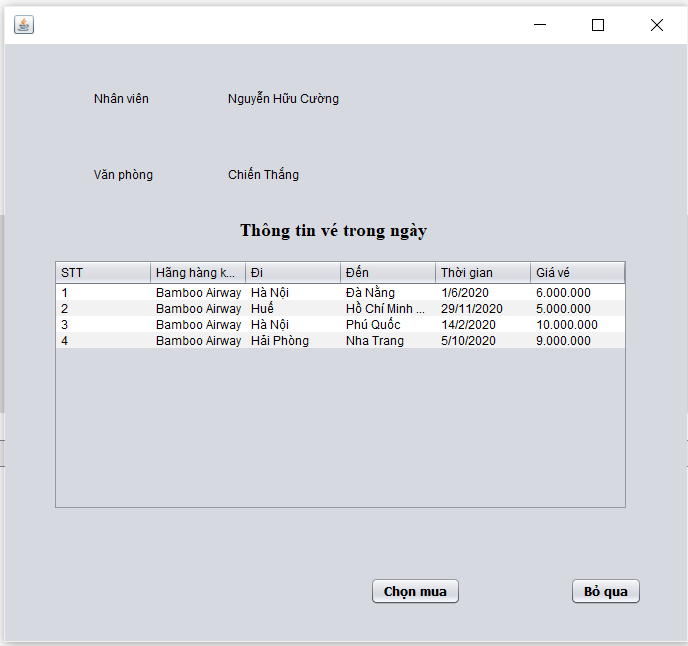 Nhân viên Nguyễn Hữu Cường
Văn phòng Chiến Thắng
Thông tin vé trong ngày
STT Hãng hàng k... Đi Đến Thời gian Giá vé
1 Bamboo Airway Hà Nội Đà Nẵng 1/6/2020 6.000.000
2 Bamboo Airway Huế Hồ Chí Minh ... 29/11/2020 5.000.000
3 Bamboo Airway Hà Nội Phú Quốc 14/2/2020 10.000.000
4 Bamboo Airway Hải Phòng Nha Trang 5/10/2020 9.000.000
Chọn mua Bỏ qua